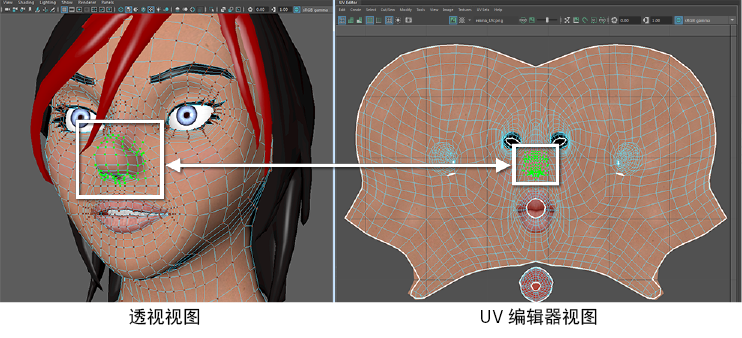 View Shading Lighting Show Renderer Panels
0.00 1.00 sRGB gamma
UV Editor
Edit Create Select Cut/Sew Modify Tools View Image Textures UV Sets Help
0.00 1.00 sRGB gamma
透视视图
UV 编辑器视图